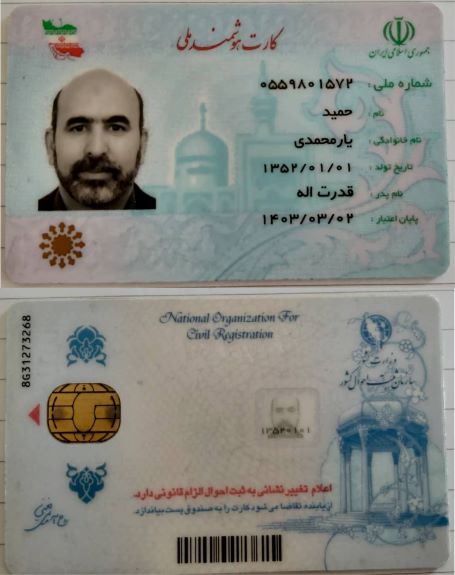 کارت هوشمند ملی
جمهوری اسلامی ایران
شماره ملی: ۰۵۵۹۸۰۱۵۷۲
نام: حمید
نام خانوادگی: یارمحمدی
تاریخ تولد: ۱۳۵۲/۰۱/۰۱
نام پدر: قدرت اله
پایان اعتبار: ۱۴۰۳/۰۳/۰۲
8G31273268
National Organization For
Civil Registration
وزارت کشور
سازمان ثبت احوال کشور
۱۳۵۲۰۱۰۱
اعلام تغییر نشانی به ثبت احوال الزام قانونی دارد.
از یابنده تقاضا می شود کارت را به صندوق پست بیاندازد.